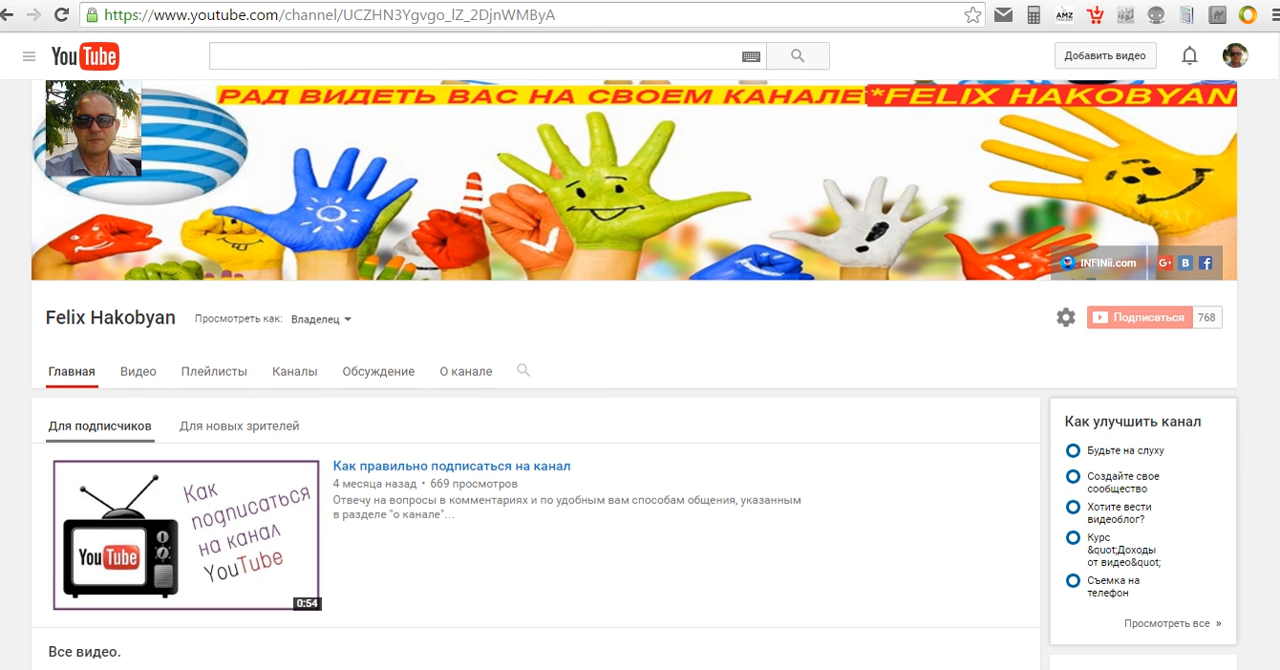 https://www.youtube.com/channel/UCZHN3Ygvgo_lZ_2DjnWMByA
AMZ
YouTube
Добавить видео
РАД ВИДЕТЬ ВАС НА СВОЕМ КАНАЛЕ!*FELIX HAKOBYAN
INFINii.com G+ B f
Felix Hakobyan
Просмотреть как: Владелец
Подписаться 768
Главная Видео Плейлисты Каналы Обсуждение О канале
Для подписчиков Для новых зрителей
Как
подписаться
на канал
YouTube
YouTube
0:54
Как правильно подписаться на канал
4 месяца назад • 669 просмотров
Отвечу на вопросы в комментариях и по удобным вам способам общения, указанным
в разделе "о канале"...
Все видео.
Как улучшить канал
Будьте на слуху
Создайте свое
сообщество
Хотите вести
видеоблог?
Курс
&quot;Доходы
от видео&quot;
Съемка на
телефон
Просмотреть все »